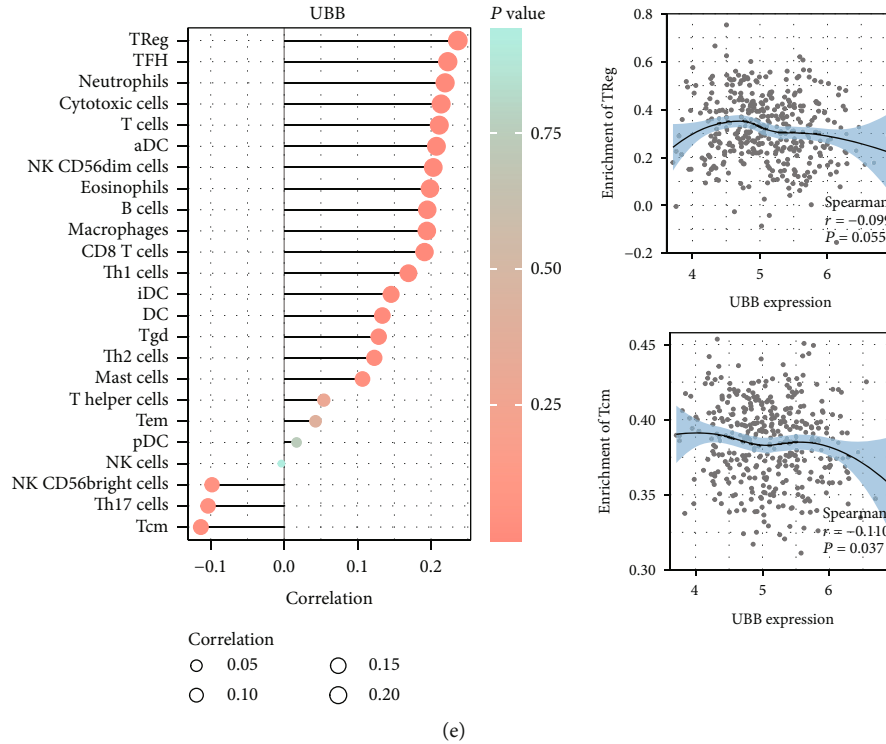 UBB
TReg
TFH
Neutrophils
Cytotoxic cells
T cells
aDC
NK CD56dim cells
Eosinophils
B cells
Macrophages
CD8 T cells
Th1 cells
iDC
DC
Tgd
Th2 cells
Mast cells
T helper cells
Tem
pDC
NK cells
NK CD56bright cells
Th17 cells
Tcm
−0.1 0.0 0.1 0.2
Correlation
P value
0.75
0.50
0.25
Correlation
0.05 0.15
0.10 0.20
Enrichment of TReg
0.8
0.6
0.4
0.2
0.0
−0.2
Spearman
r = −0.099
P = 0.055
4 5 6
UBB expression
Enrichment of Tcm
0.45
0.40
0.35
0.30
Spearman
r = −0.110
P = 0.037
4 5 6
UBB expression
(e)